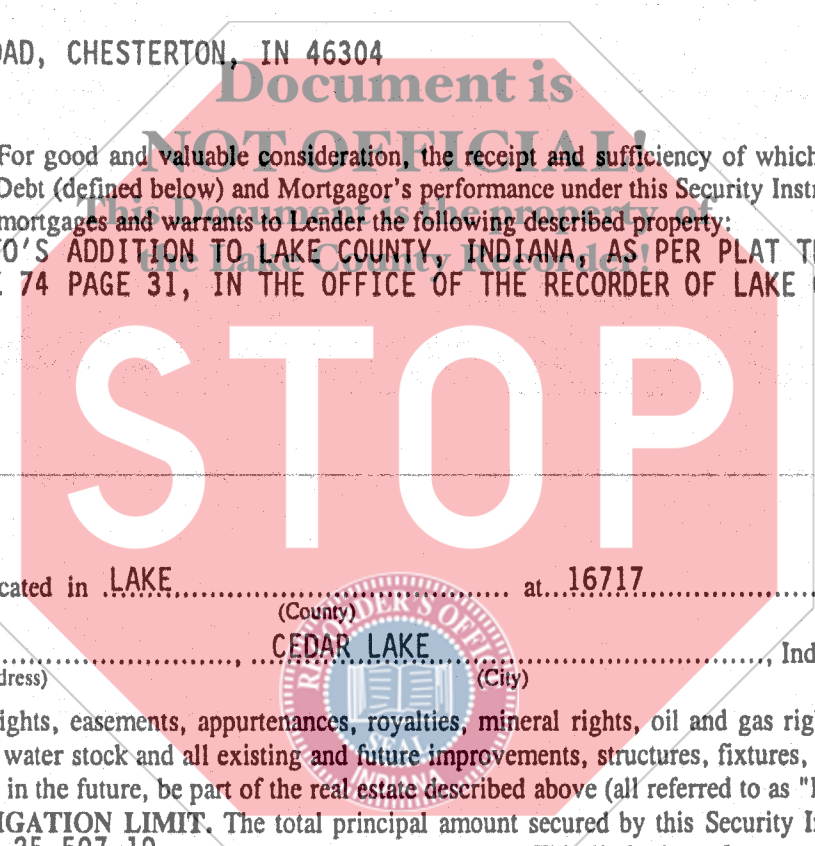 OAD, CHESTERTON, IN 46304
Document is
NOT OFFICIAL!
For good and valuable consideration, the receipt and sufficiency of which
Debt (defined below) and Mortgagor's performance under this Security Inst
This Document is the property of
mortgages and warrants to Lender the following described property:
TO'S ADDITION TO LAKE COUNTY, INDIANA, AS PER PLAT T
the Lake County Recorder!
74 PAGE 31, IN THE OFFICE OF THE RECORDER OF LAKE
STOP
cated in LAKE at 16717
(County)
CEDAR LAKE, Ind
dress) (City)
RECORDER'S OFFICE
SEAL
INDIANA
ights, easements, appurtenances, royalties, mineral rights, oil and gas rig
water stock and all existing and future improvements, structures, fixtures,
in the future, be part of the real estate described above (all referred to as "
IGATION LIMIT. The total principal amount secured by this Security I